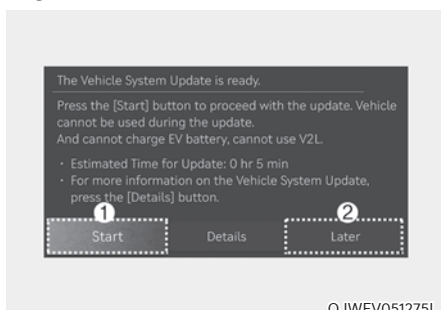 The Vehicle System Update is ready.
Press the [Start] button to proceed with the update. Vehicle
cannot be used during the update.
And cannot charge EV battery, cannot use V2L.
· Estimated Time for Update: 0 hr 5 min
· For more information on the Vehicle System Update,
press the [Details] button.
1 2
Start Details Later